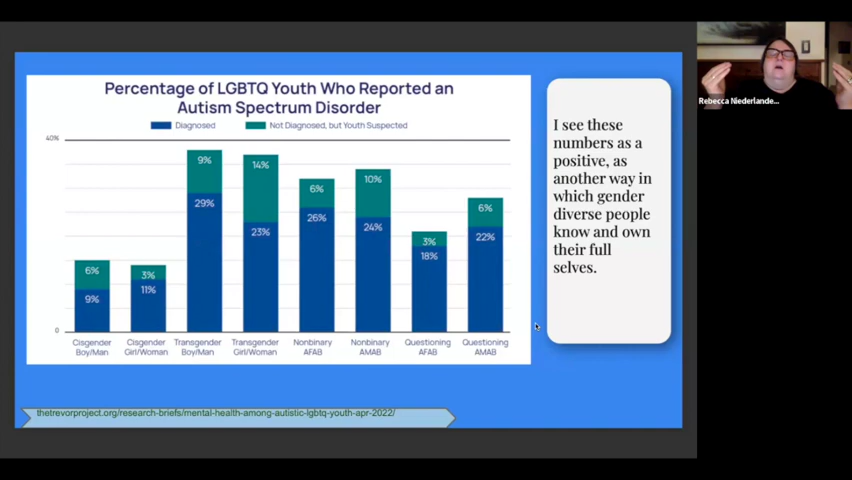 Percentage of LGBTQ Youth Who Reported an
Autism Spectrum Disorder
Diagnosed
Not Diagnosed, but Youth Suspected
40%
9%
14%
6%
10%
29%
23%
26%
24%
6%
3%
6%
3%
18%
22%
9%
11%
0
Cisgender Boy/Man
Cisgender Girl/Woman
Transgender Boy/Man
Transgender Girl/Woman
Nonbinary AFAB
Nonbinary AMAB
Questioning AFAB
Questioning AMAB
I see these
numbers as a
positive, as
another way in
which gender
diverse people
know and own
their full
selves.
thetrevorproject.org/research-briefs/mental-health-among-autistic-lgbtq-youth-apr-2022/
Rebecca Niederlande...